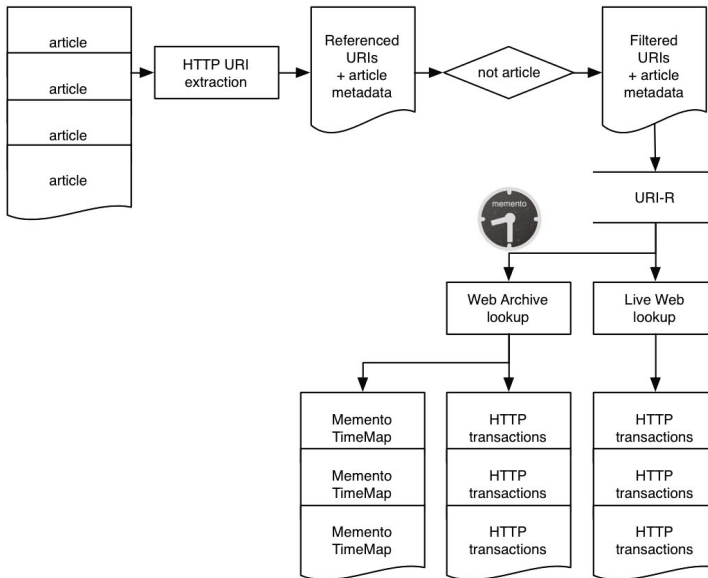 article
article
article
article
HTTP URI
extraction
Referenced
URIs
+ article
metadata
not article
Filtered
URIs
+ article
metadata
URI-R
memento
Web Archive
lookup
Live Web
lookup
Memento
TimeMap
Memento
TimeMap
Memento
TimeMap
HTTP
transactions
HTTP
transactions
HTTP
transactions
HTTP
transactions
HTTP
transactions
HTTP
transactions